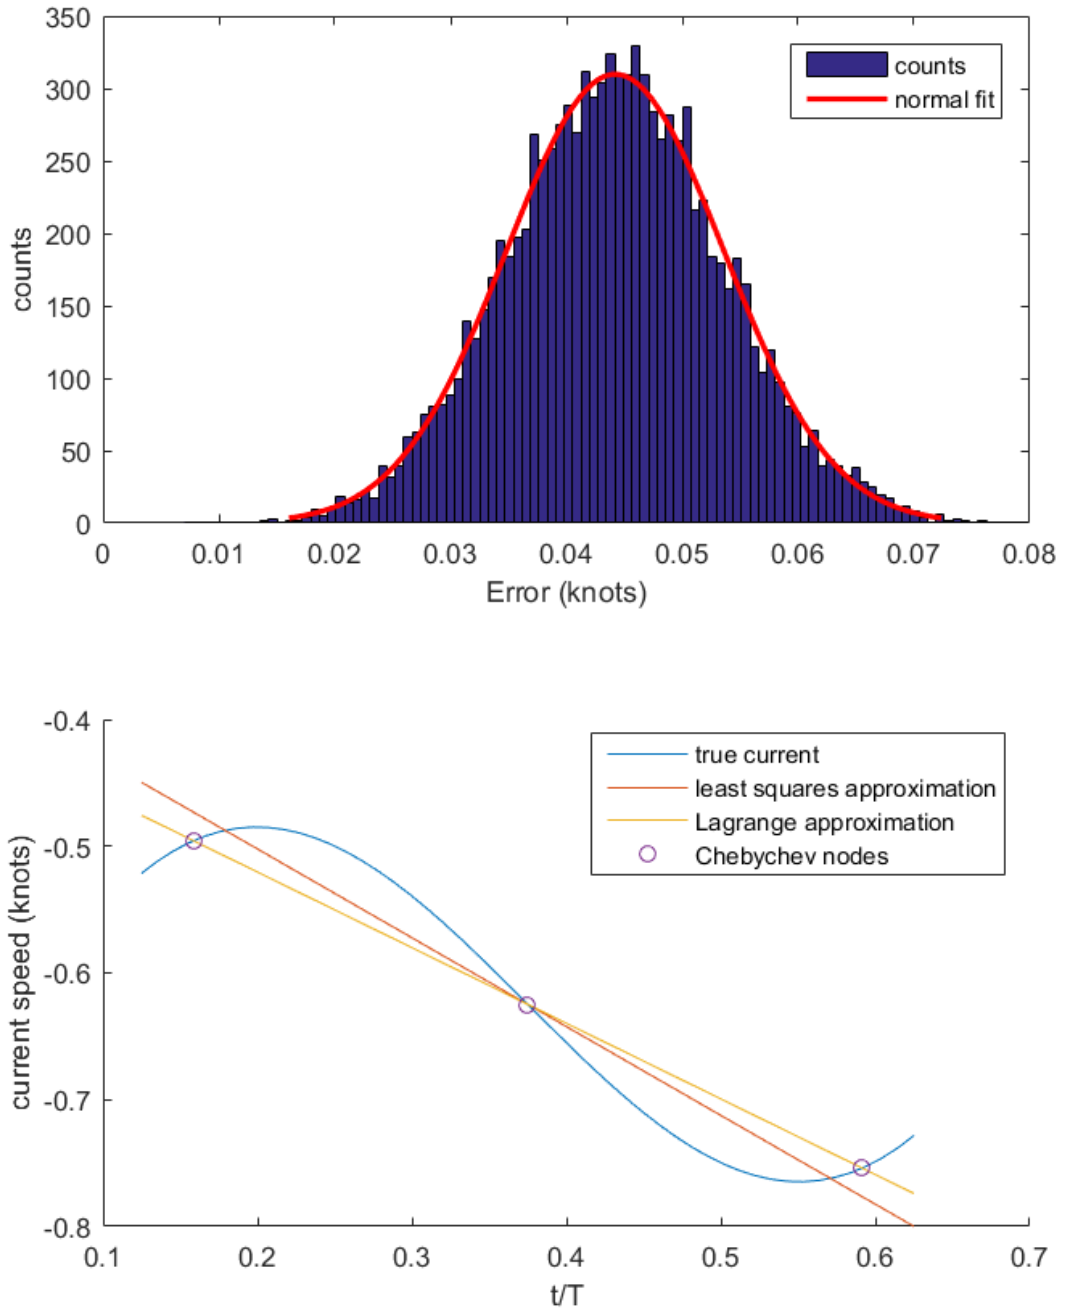 350
300
250
200
150
100
50
0
counts
counts
normal fit
0 0.01 0.02 0.03 0.04 0.05 0.06 0.07 0.08
Error (knots)
-0.4
-0.5
-0.6
-0.7
-0.8
current speed (knots)
true current
least squares approximation
Lagrange approximation
Chebychev nodes
0.1 0.2 0.3 0.4 0.5 0.6 0.7
t/T